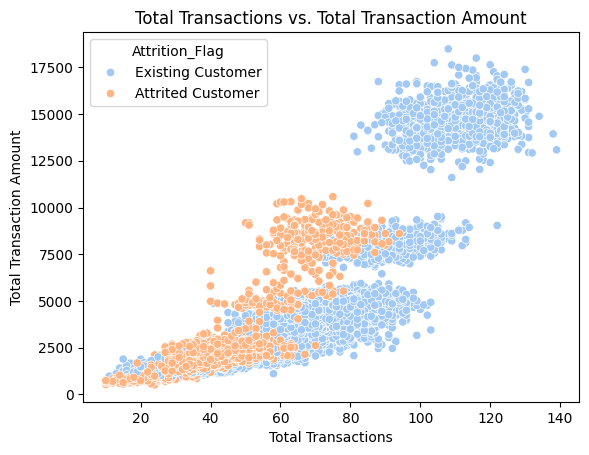 Total Transactions vs. Total Transaction Amount
Attrition_Flag
Existing Customer
Attrited Customer
Total Transaction Amount
17500
15000
12500
10000
7500
5000
2500
0
20 40 60 80 100 120 140
Total Transactions